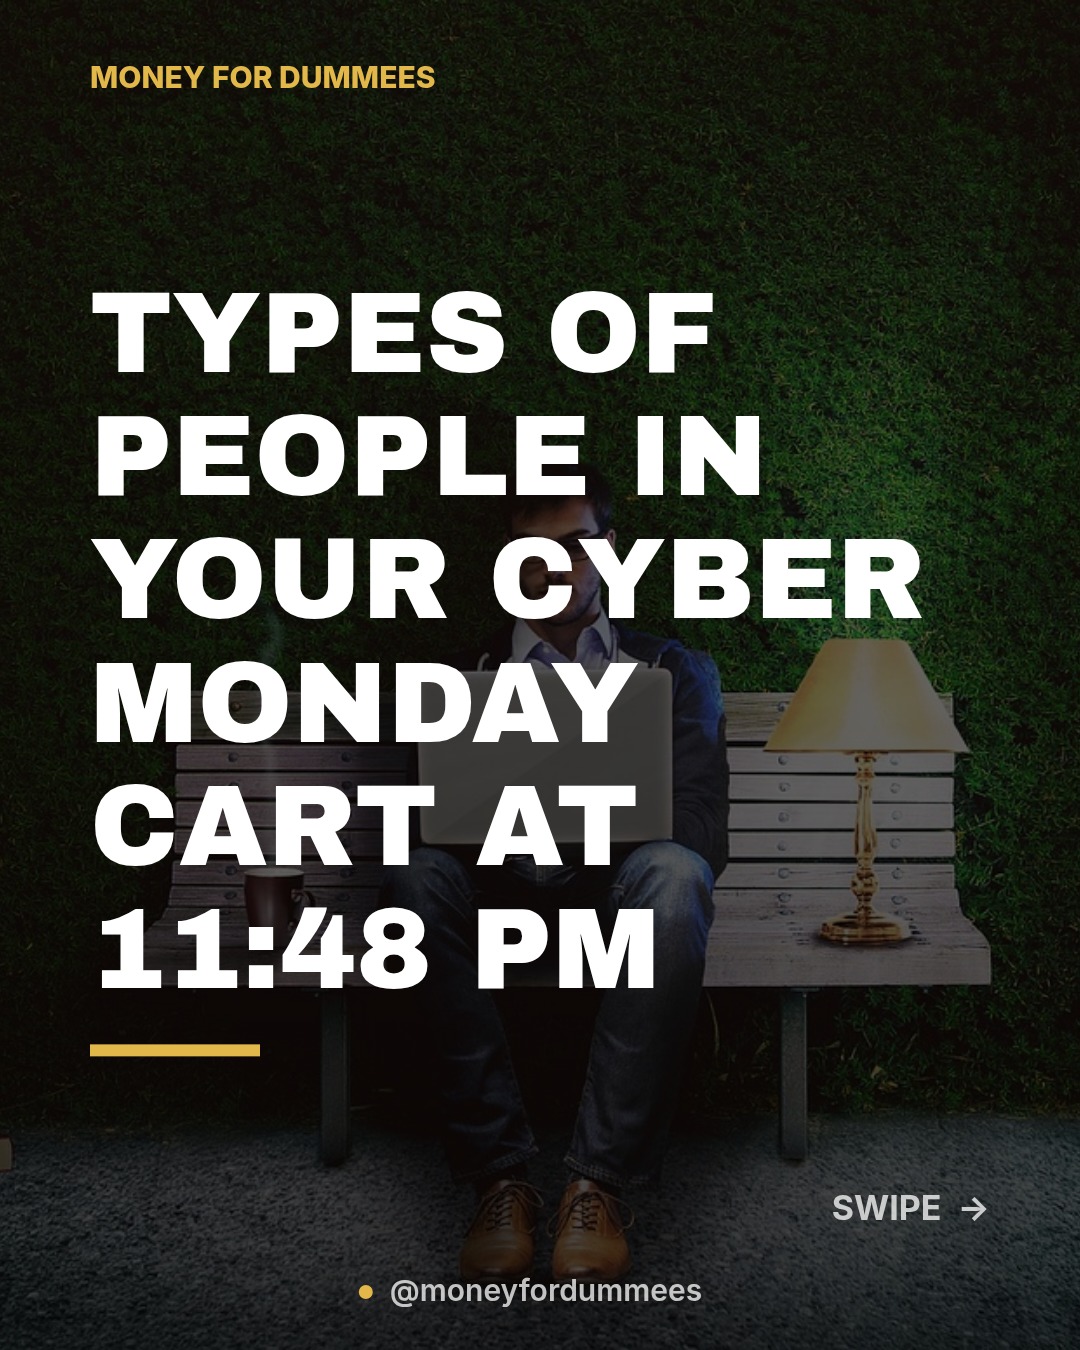 MONEY FOR DUMMEES
TYPES OF
PEOPLE IN
YOUR CYBER
MONDAY
CART AT
11:48 PM
SWIPE →
@moneyfordummees